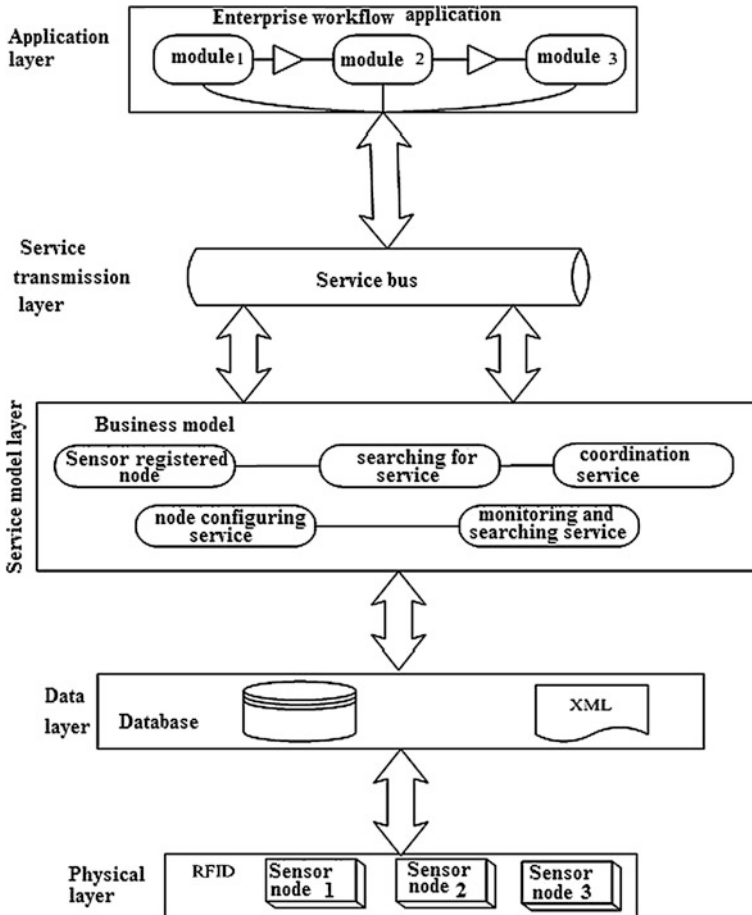 Enterprise workflow application
Application
layer
module 1
module 2
module 3
Service
transmission
layer
Service bus
Service model layer
Business model
Sensor registered
node
searching for
service
coordination
service
node configuring
service
monitoring and
searching service
Data
layer
Database
XML
Physical
layer
RFID
Sensor
node 1
Sensor
node 2
Sensor
node 3